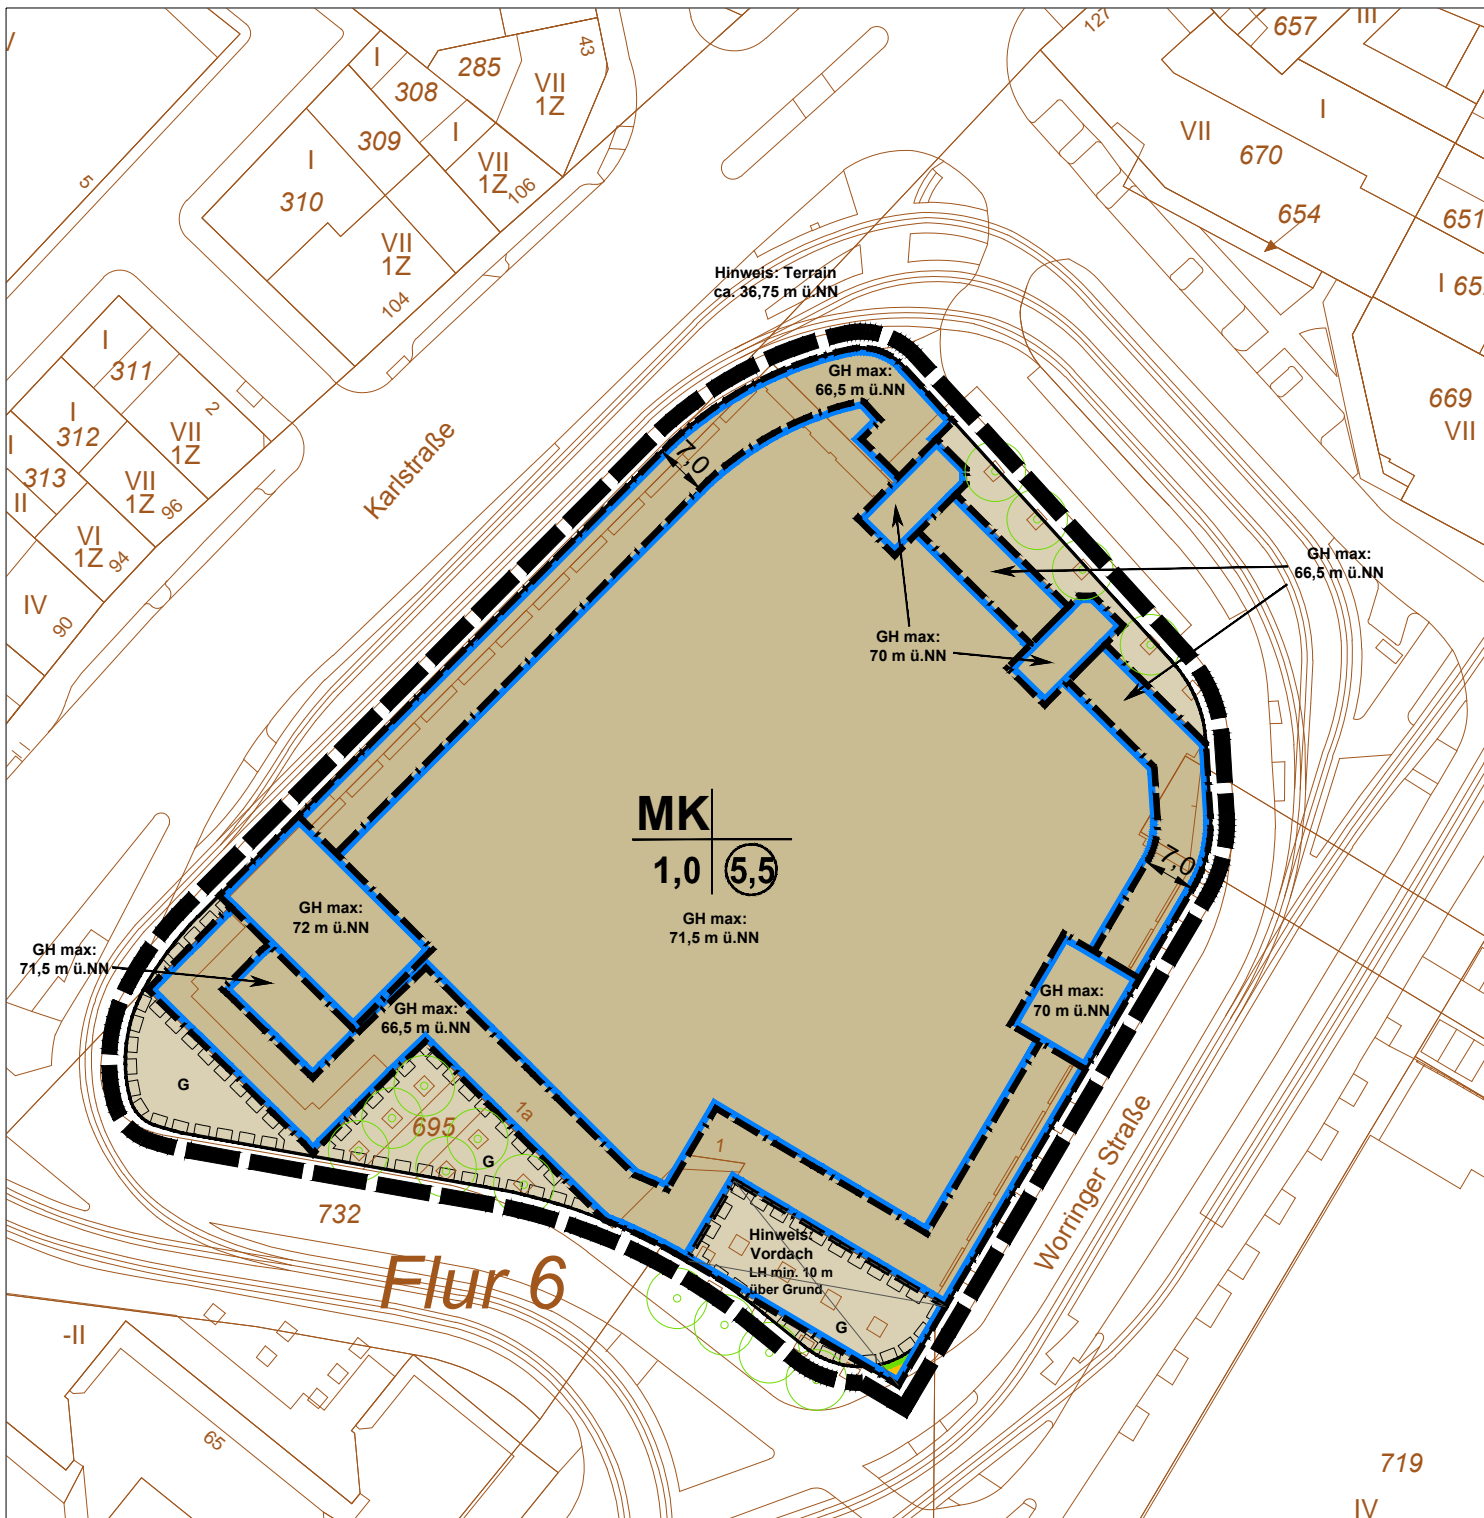 43
127
657
III
I
285
VII
1Z
308
309
I
VII
1Z
106
I
310
VII
1Z
104
5
I
VII
670
654
651
I 65
669
VII
Hinweis: Terrain
ca. 36,75 m ü.NN
I
311
2
I
312
VII
1Z
I
313
II
VII
1Z
96
VI
1Z
94
IV
90
Karlstraße
GH max:
66,5 m ü.NN
7,0
GH max:
66,5 m ü.NN
GH max:
70 m ü.NN
MK
1,0
5,5
GH max:
71,5 m ü.NN
7,0
GH max:
72 m ü.NN
GH max:
71,5 m ü.NN
GH max:
66,5 m ü.NN
GH max:
70 m ü.NN
G
695
1a
G
1
Worringer Straße
732
Flur 6
Hinweis:
Vordach
LH min. 10 m
über Grund
G
-II
65
719
IV